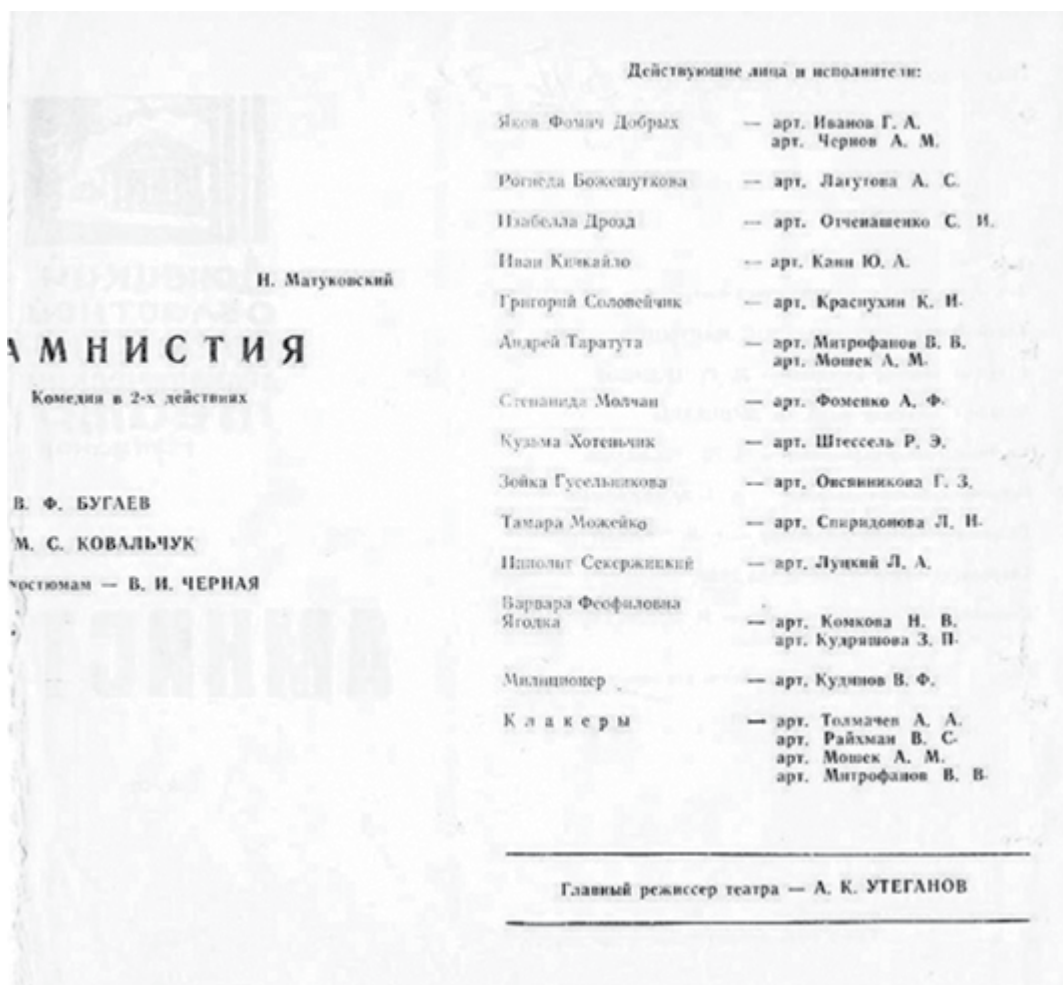 Н. Матуковский
АМНИСТИЯ
Комедия в 2-х действиях
В. Ф. БУГАЕВ
М. С. КОВАЛЬЧУК
костюмам — В. И. ЧЕРНАЯ
Действующие лица и исполнители:
Яков Фомич Добрых — арт. Иванов Г. А.
арт. Чернов А. М.
Рогнеда Божешуткова — арт. Лагутова А. С.
Изабелла Дрозд — арт. Отченашенко С. И.
Иван Кичкайло — арт. Канн Ю. А.
Григорий Соловейчик — арт. Краснухин К. И.
Андрей Таратута — арт. Митрофанов В. В.
арт. Мошек А. М.
Степанида Молчан — арт. Фоменко А. Ф.
Кузьма Хотеньчик — арт. Штессель Р. Э.
Зойка Гусельникова — арт. Овсянникова Г. З.
Тамара Можейко — арт. Спиридонова Л. Н.
Ипполит Секержицкий — арт. Луцкий Л. А.
Варвара Феофиловна
Ягодка — арт. Комкова Н. В.
арт. Кудряшова З. П.
Милиционер — арт. Кудинов В. Ф.
Клакеры — арт. Толмачев А. А.
арт. Райхман В. С.
арт. Мошек А. М.
арт. Митрофанов В. В.
Главный режиссер театра — А. К. УТЕГАНОВ